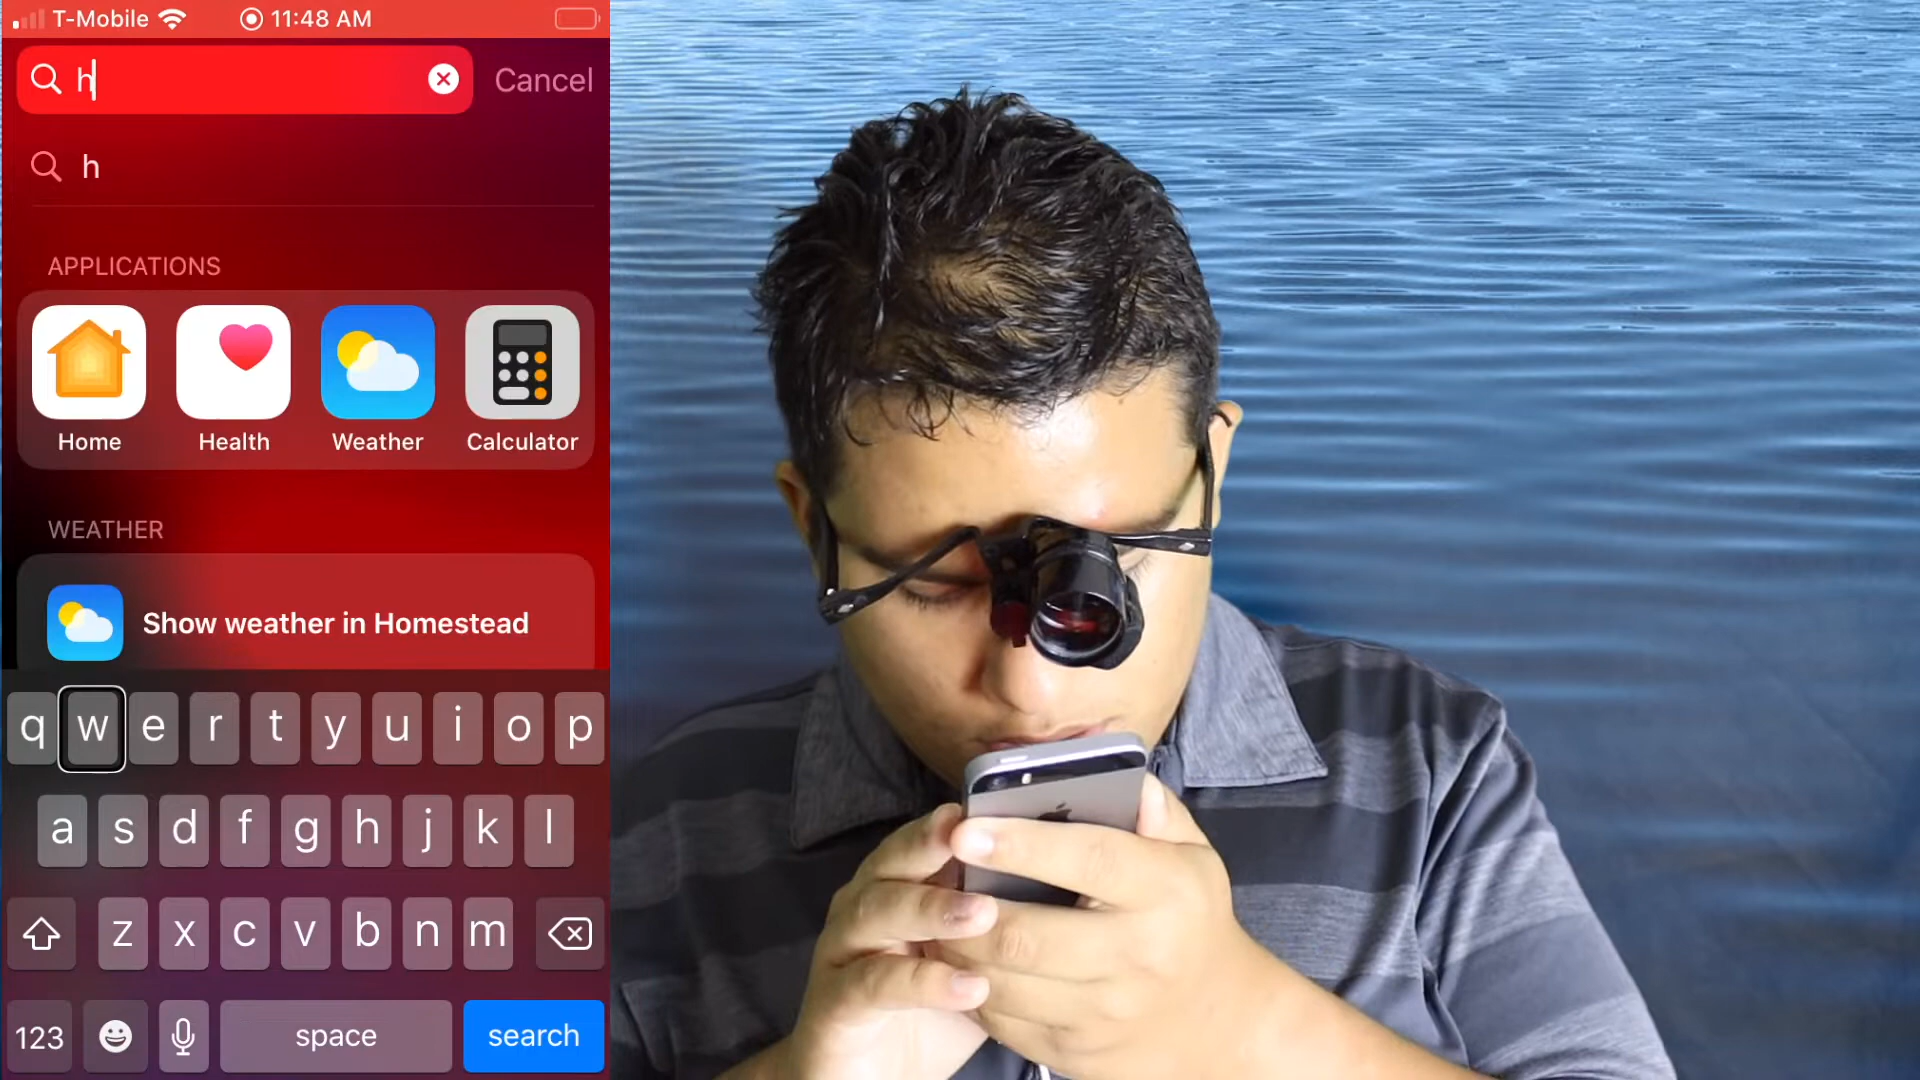 T-Mobile 11:48 AM
h Cancel
h
APPLICATIONS
Home Health Weather Calculator
WEATHER
Show weather in Homestead
q w e r t y u i o p
a s d f g h j k l
z x c v b n m
123 space search